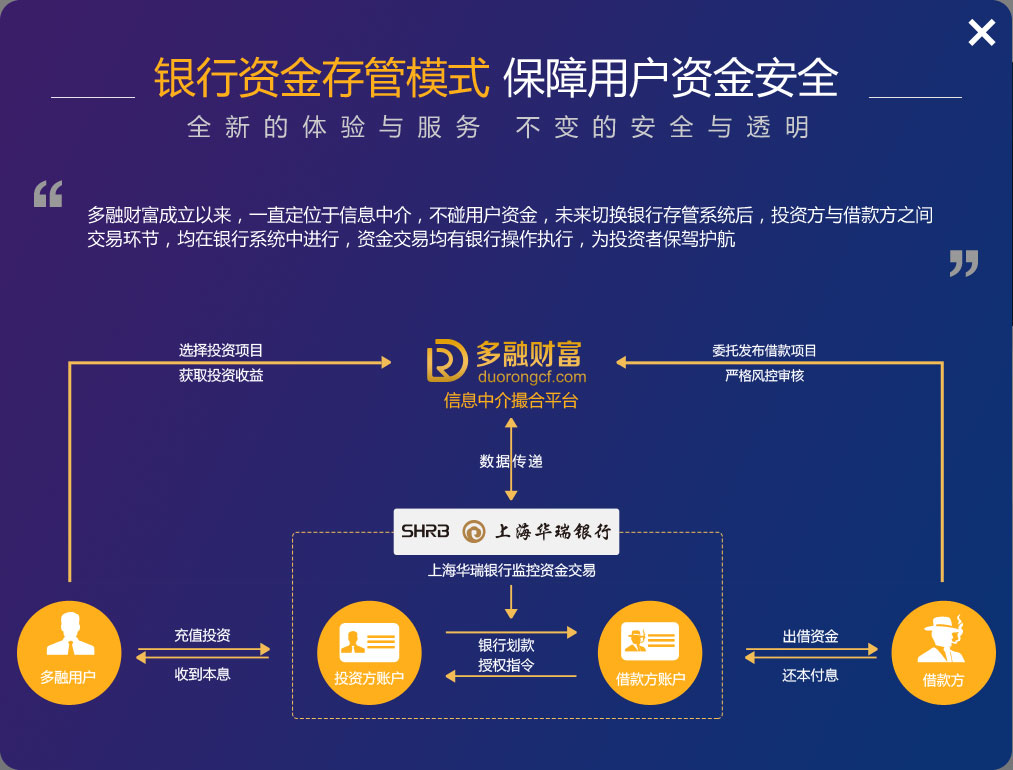 银行资金存管模式 保障用户资金安全
全新的体验与服务 不变的安全与透明
“
多融财富成立以来，一直定位于信息中介，不碰用户资金，未来切换银行存管系统后，投资方与借款方之间
交易环节，均在银行系统中进行，资金交易均有银行操作执行，为投资者保驾护航
”
选择投资项目
获取投资收益
多融财富
duorongcf.com
信息中介撮合平台
委托发布借款项目
严格风控审核
数据传递
SHRB 上海华瑞银行
上海华瑞银行监控资金交易
多融用户
充值投资
收到本息
投资方账户
银行划款
授权指令
借款方账户
出借资金
还本付息
借款方